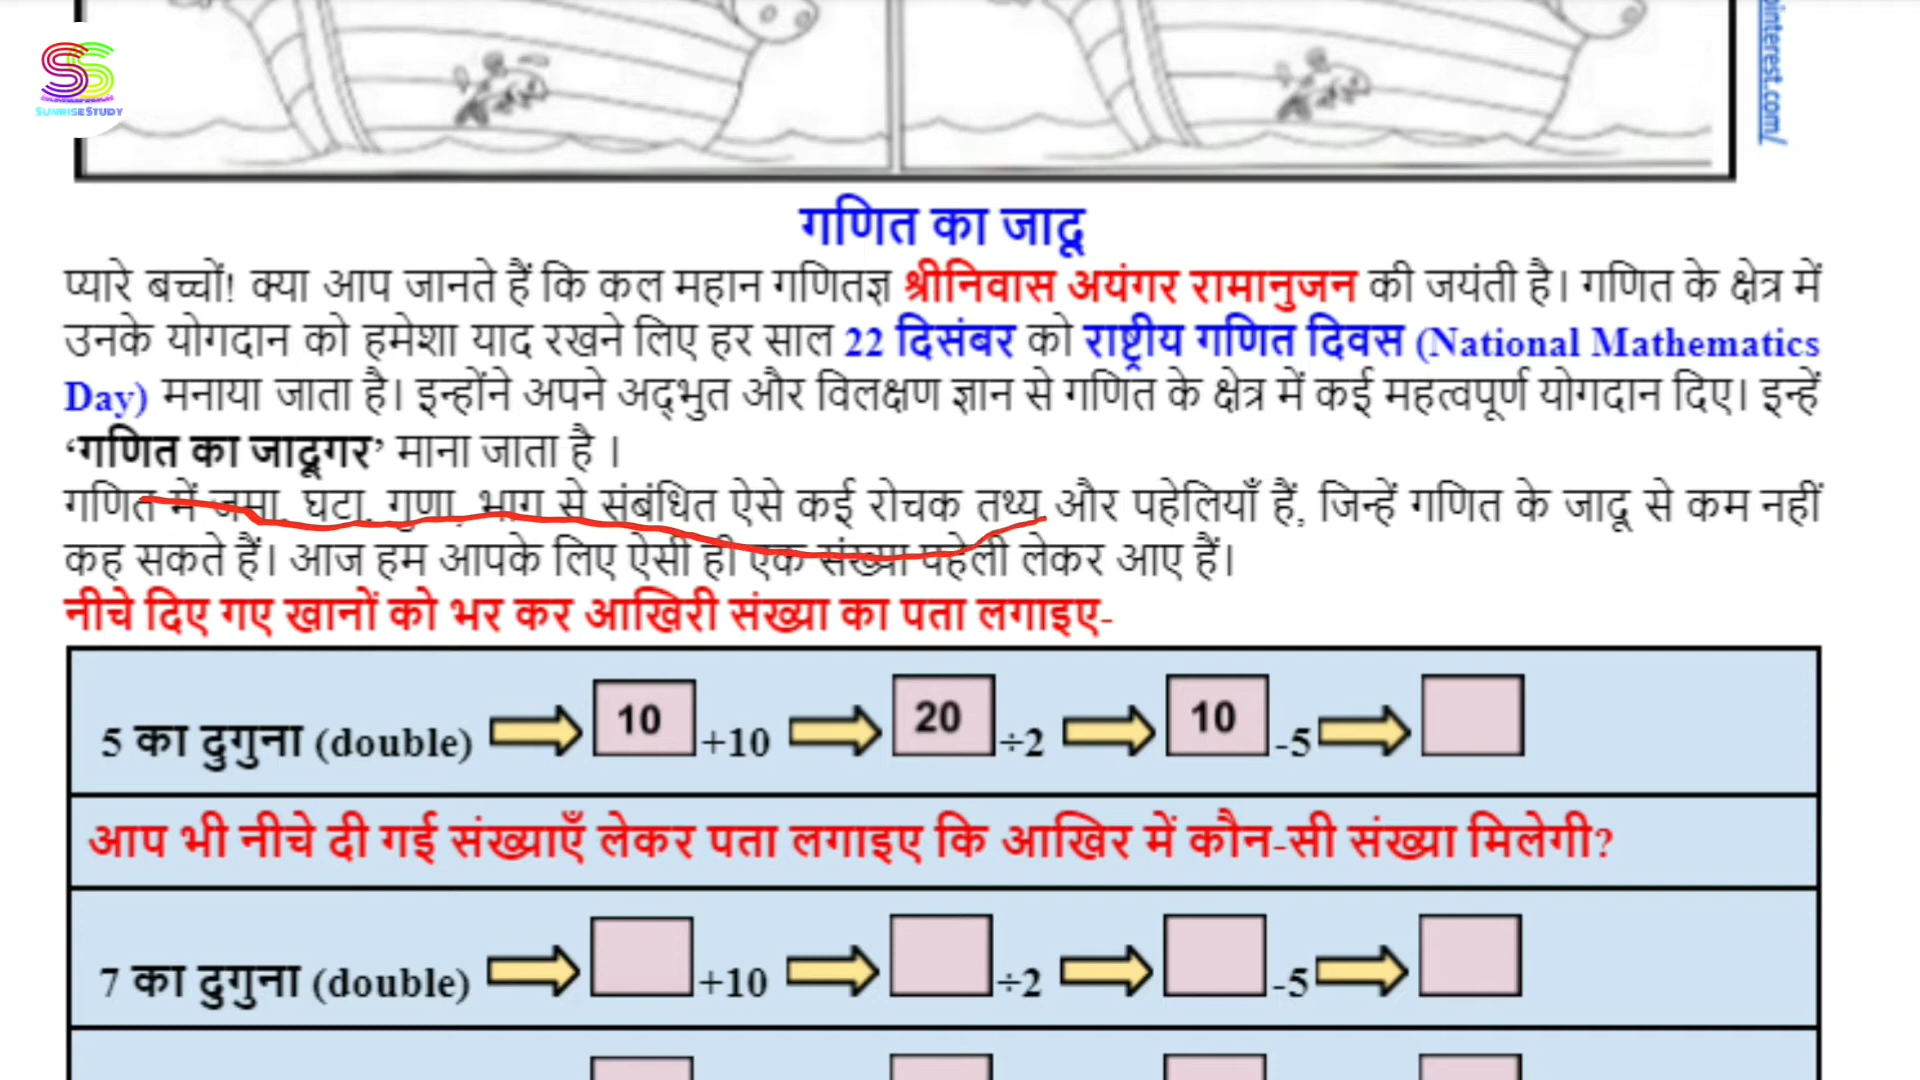 SUNRISESTUDY
pinterest.com/
गणित का जादू
प्यारे बच्चों! क्या आप जानते हैं कि कल महान गणितज्ञ श्रीनिवास अयंगर रामानुजन की जयंती है। गणित के क्षेत्र में
उनके योगदान को हमेशा याद रखने लिए हर साल 22 दिसंबर को राष्ट्रीय गणित दिवस (National Mathematics
Day) मनाया जाता है। इन्होंने अपने अद्भुत और विलक्षण ज्ञान से गणित के क्षेत्र में कई महत्वपूर्ण योगदान दिए। इन्हें
‘गणित का जादूगर’ माना जाता है ।
गणित में जमा, घटा, गुणा, भाग से संबंधित ऐसे कई रोचक तथ्य और पहेलियाँ हैं, जिन्हें गणित के जादू से कम नहीं
कह सकते हैं। आज हम आपके लिए ऐसी ही एक संख्या पहेली लेकर आए हैं।
नीचे दिए गए खानों को भर कर आखिरी संख्या का पता लगाइए-
5 का दुगुना (double) 10 +10 20 ÷2 10 -5
आप भी नीचे दी गई संख्याएँ लेकर पता लगाइए कि आखिर में कौन-सी संख्या मिलेगी?
7 का दुगुना (double) +10 ÷2 -5